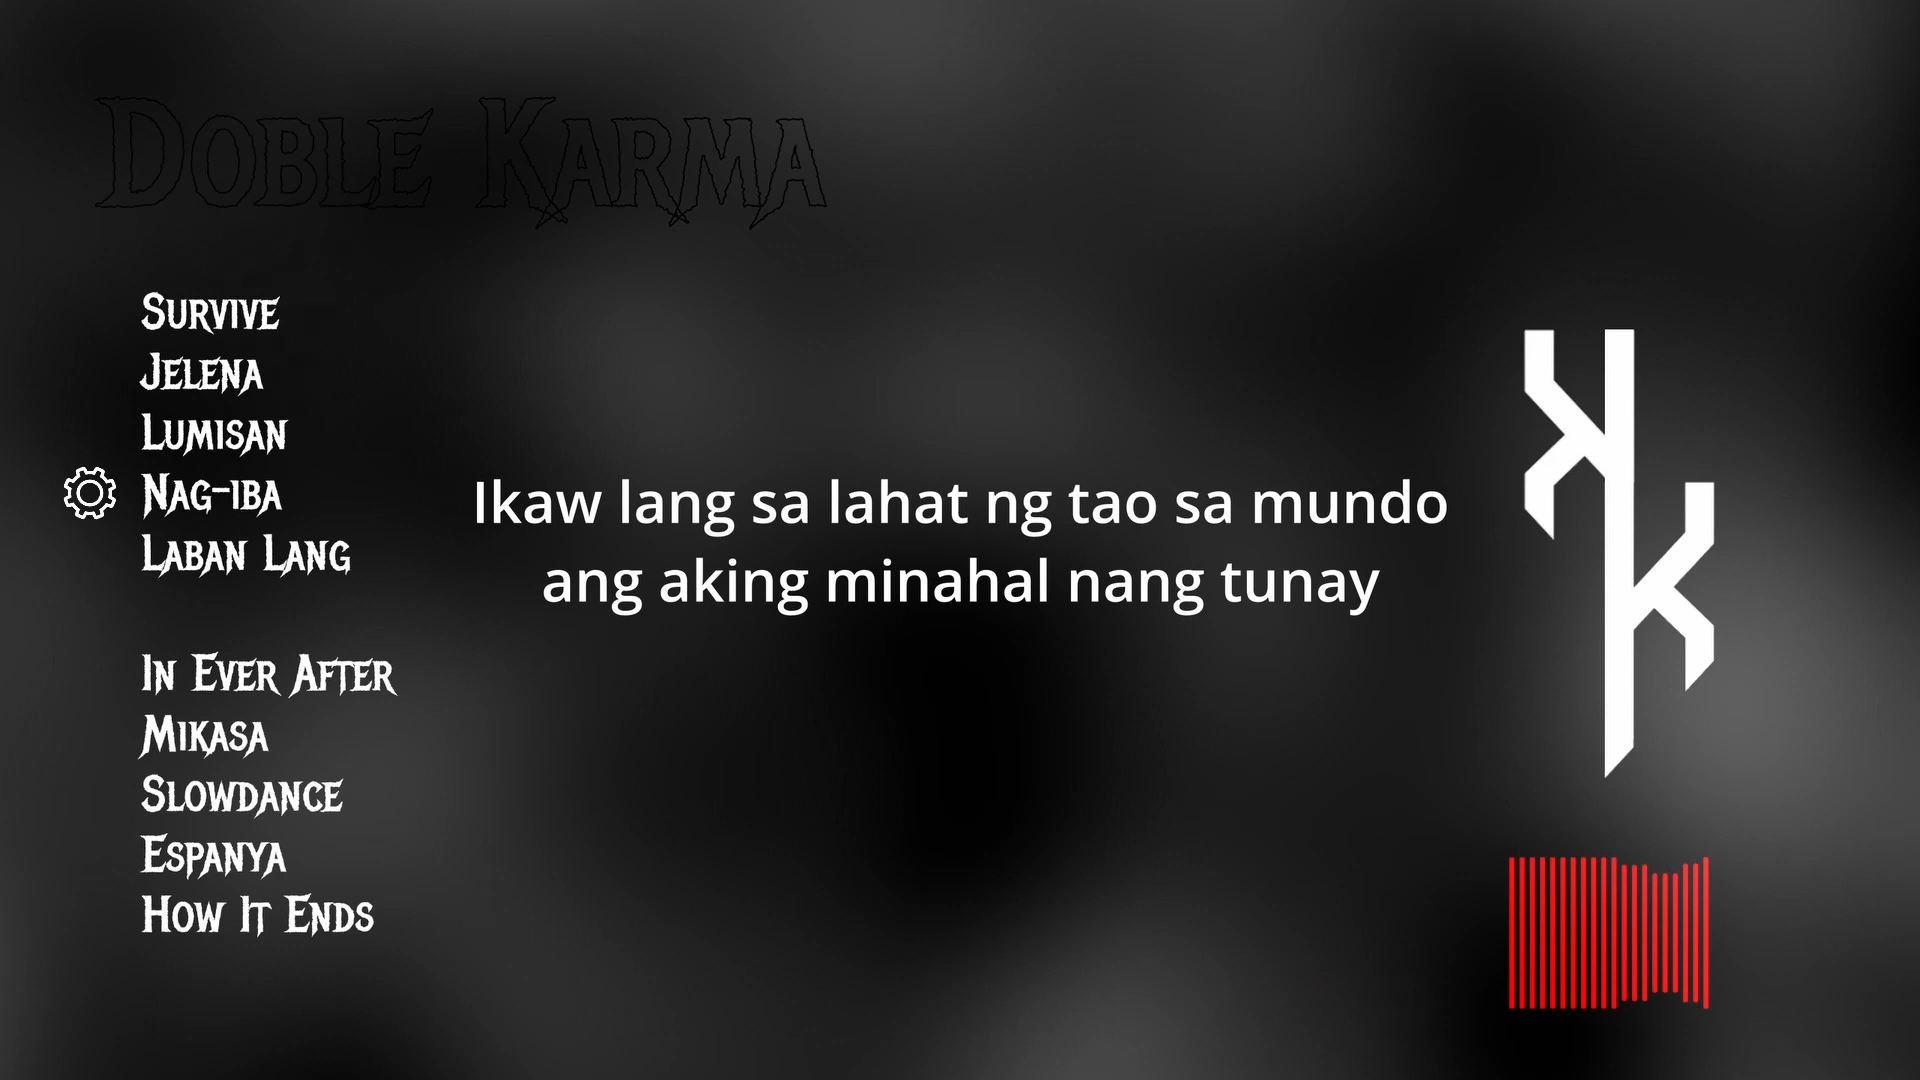 Doble Karma
Survive
Jelena
Lumisan
Nag-iba
Laban Lang
Ikaw lang sa lahat ng tao sa mundo
ang aking minahal nang tunay
In Ever After
Mikasa
Slowdance
Espanya
How It Ends